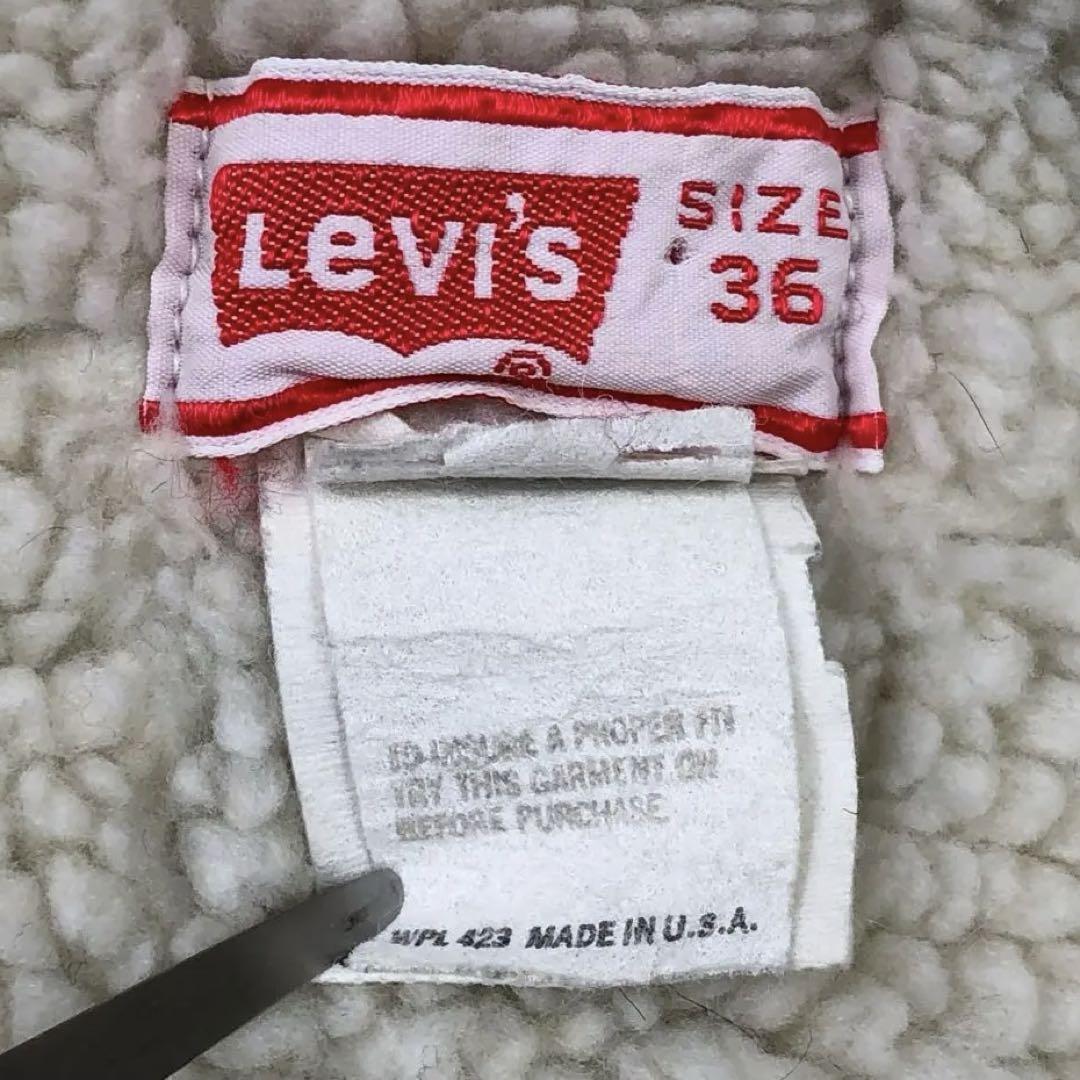 Levi's
®
SIZE
36
TO INSURE A PROPER FIT
TRY THIS GARMENT ON
BEFORE PURCHASE
WPL 423 MADE IN U.S.A.